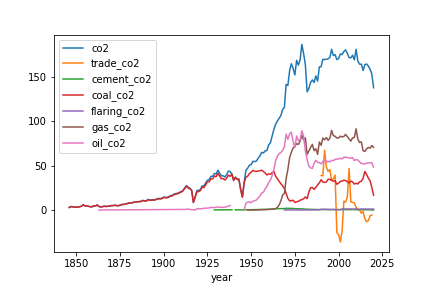 co2
trade_co2
cement_co2
coal_co2
flaring_co2
gas_co2
oil_co2
150
100
50
0
1850 1875 1900 1925 1950 1975 2000 2025
year